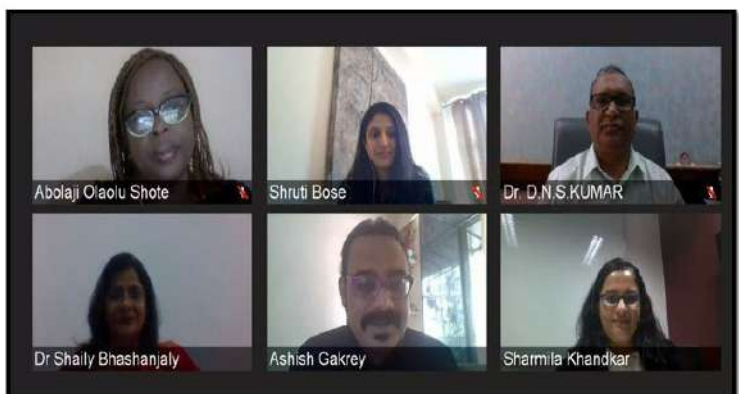 Abolaji Olaolu Shote
Shruti Bose
Dr. D.N.S.KUMAR
Dr Shaily Bhashanjaly
Ashish Gakrey
Sharmila Khandkar